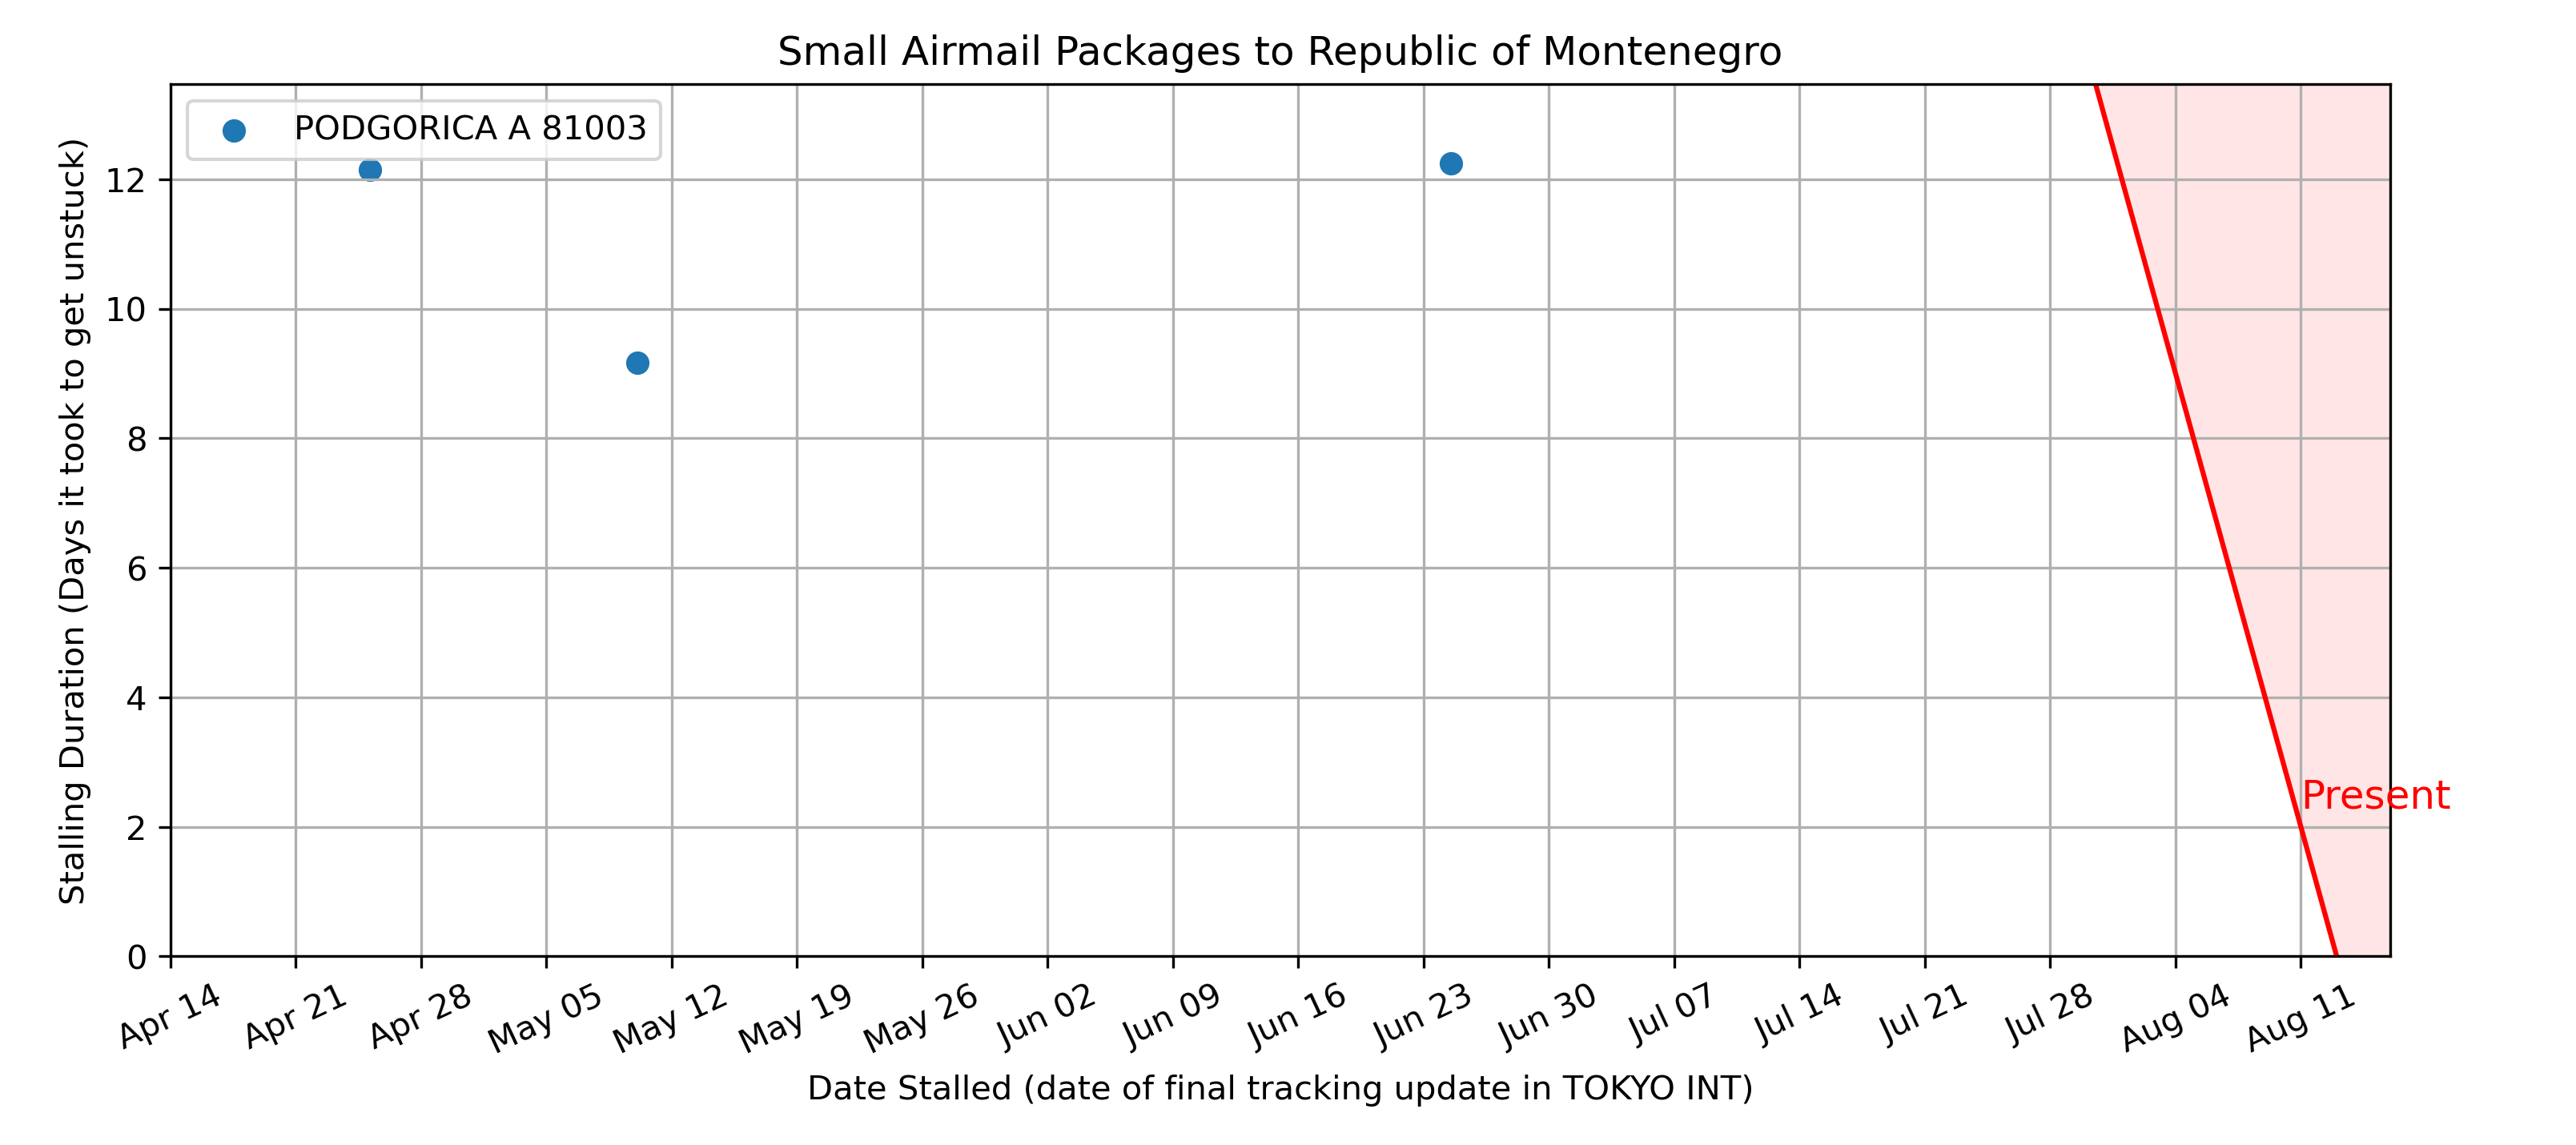 Small Airmail Packages to Republic of Montenegro
PODGORICA A 81003
Stalling Duration (Days it took to get unstuck)
12
10
8
6
4
2
0
Present
Apr 14
Apr 21
Apr 28
May 05
May 12
May 19
May 26
Jun 02
Jun 09
Jun 16
Jun 23
Jun 30
Jul 07
Jul 14
Jul 21
Jul 28
Aug 04
Aug 11
Date Stalled (date of final tracking update in TOKYO INT)